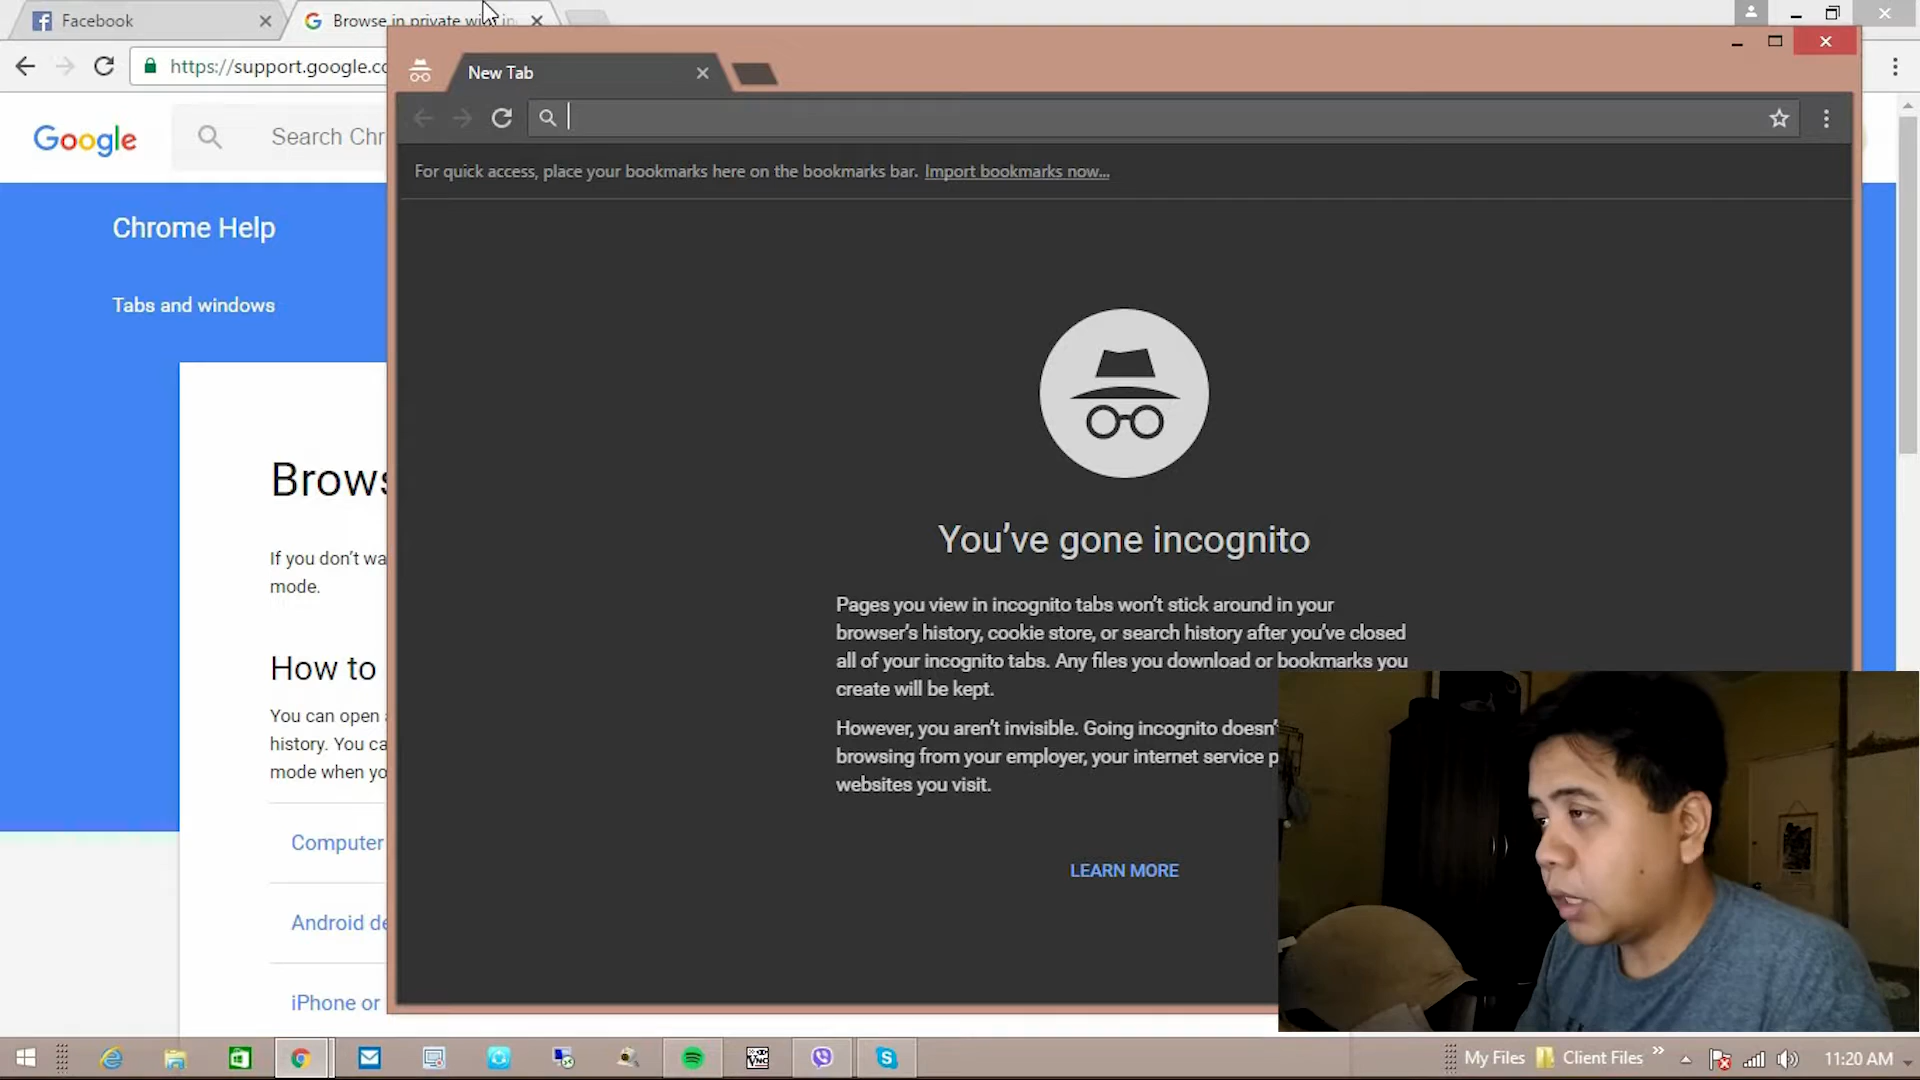 Facebook
Browse in private wi
New Tab
https://support.google.co
Google
Search Chr
For quick access, place your bookmarks here on the bookmarks bar. Import bookmarks now...
Chrome Help
Tabs and windows
Brows
If you don't wa
mode.
How to
You can open a
history. You ca
mode when yo
Computer
Android de
iPhone or
You've gone incognito
Pages you view in incognito tabs won't stick around in your
browser's history, cookie store, or search history after you've closed
all of your incognito tabs. Any files you download or bookmarks you
create will be kept.
However, you aren't invisible. Going incognito doesn'
browsing from your employer, your internet service p
websites you visit.
LEARN MORE
My Files
Client Files
11:20 AM